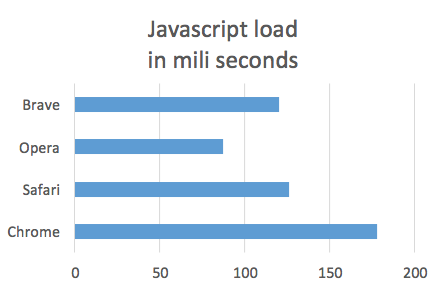 Javascript load
in mili seconds
Brave
Opera
Safari
Chrome
0 50 100 150 200